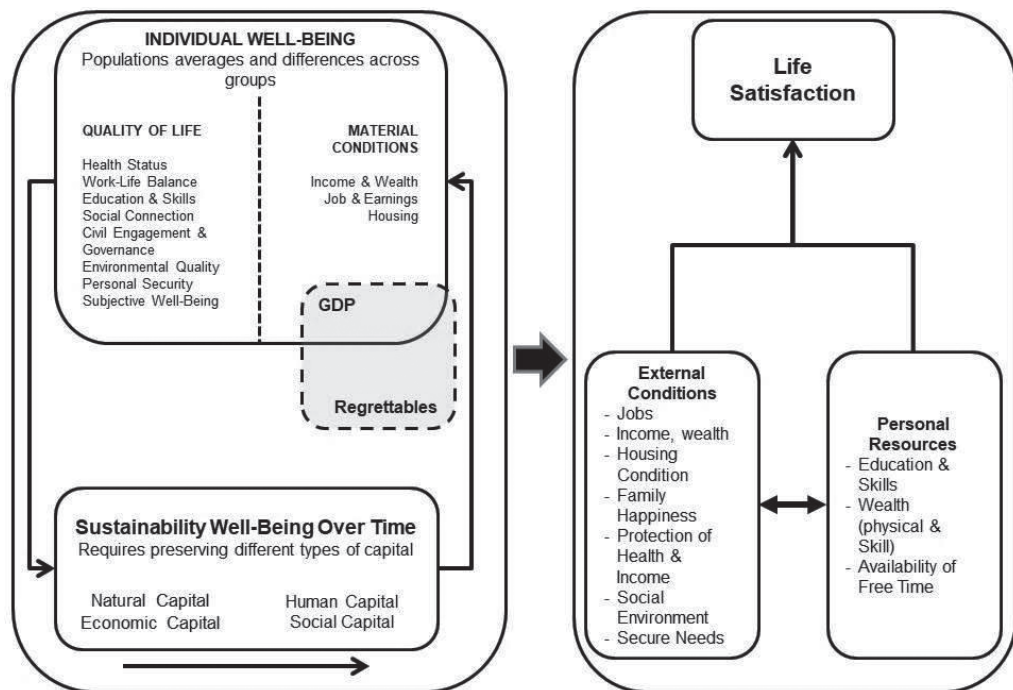 INDIVIDUAL WELL-BEING
Populations averages and differences across
groups
QUALITY OF LIFE
Health Status
Work-Life Balance
Education & Skills
Social Connection
Civil Engagement &
Governance
Environmental Quality
Personal Security
Subjective Well-Being
MATERIAL
CONDITIONS
Income & Wealth
Job & Earnings
Housing
GDP
Regrettables
Sustainability Well-Being Over Time
Requires preserving different types of capital
Natural Capital
Economic Capital
Human Capital
Social Capital
Life
Satisfaction
External
Conditions
- Jobs
- Income, wealth
- Housing
Condition
- Family
Happiness
- Protection of
Health &
Income
- Social
Environment
- Secure Needs
Personal
Resources
- Education &
Skills
- Wealth
(physical &
Skill)
- Availability of
Free Time